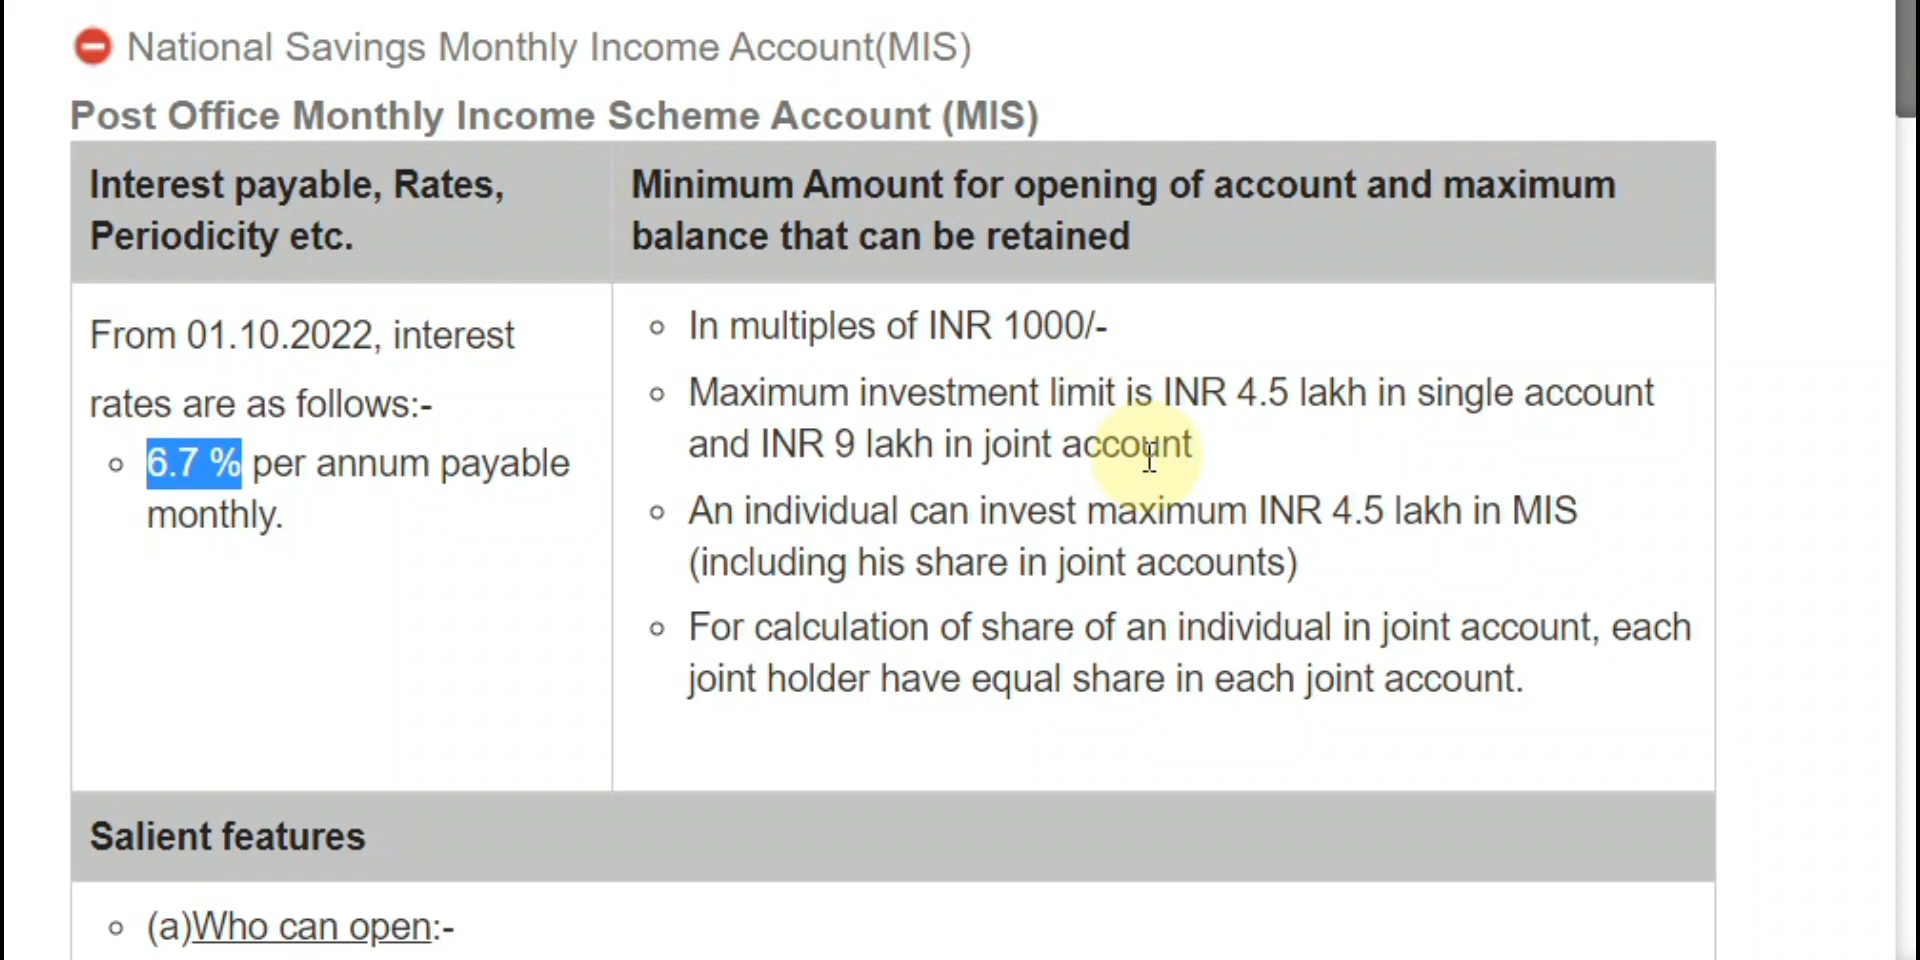 National Savings Monthly Income Account(MIS)
Post Office Monthly Income Scheme Account (MIS)
Interest payable, Rates,
Periodicity etc.
Minimum Amount for opening of account and maximum
balance that can be retained
From 01.10.2022, interest
rates are as follows:-
6.7 % per annum payable
monthly.
In multiples of INR 1000/-
Maximum investment limit is INR 4.5 lakh in single account
and INR 9 lakh in joint account
An individual can invest maximum INR 4.5 lakh in MIS
(including his share in joint accounts)
For calculation of share of an individual in joint account, each
joint holder have equal share in each joint account.
Salient features
(a)Who can open:-